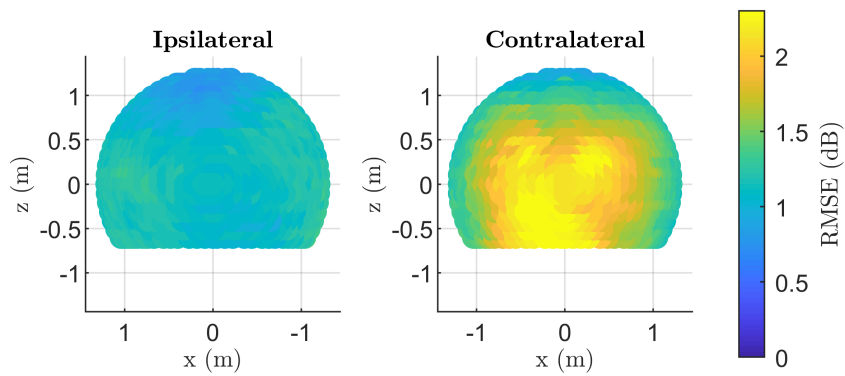 Ipsilateral
1
0.5
0
-0.5
-1
z (m)
1 0 -1
x (m)
Contralateral
1
0.5
0
-0.5
-1
z (m)
-1 0 1
x (m)
2
1.5
1
0.5
0
RMSE (dB)